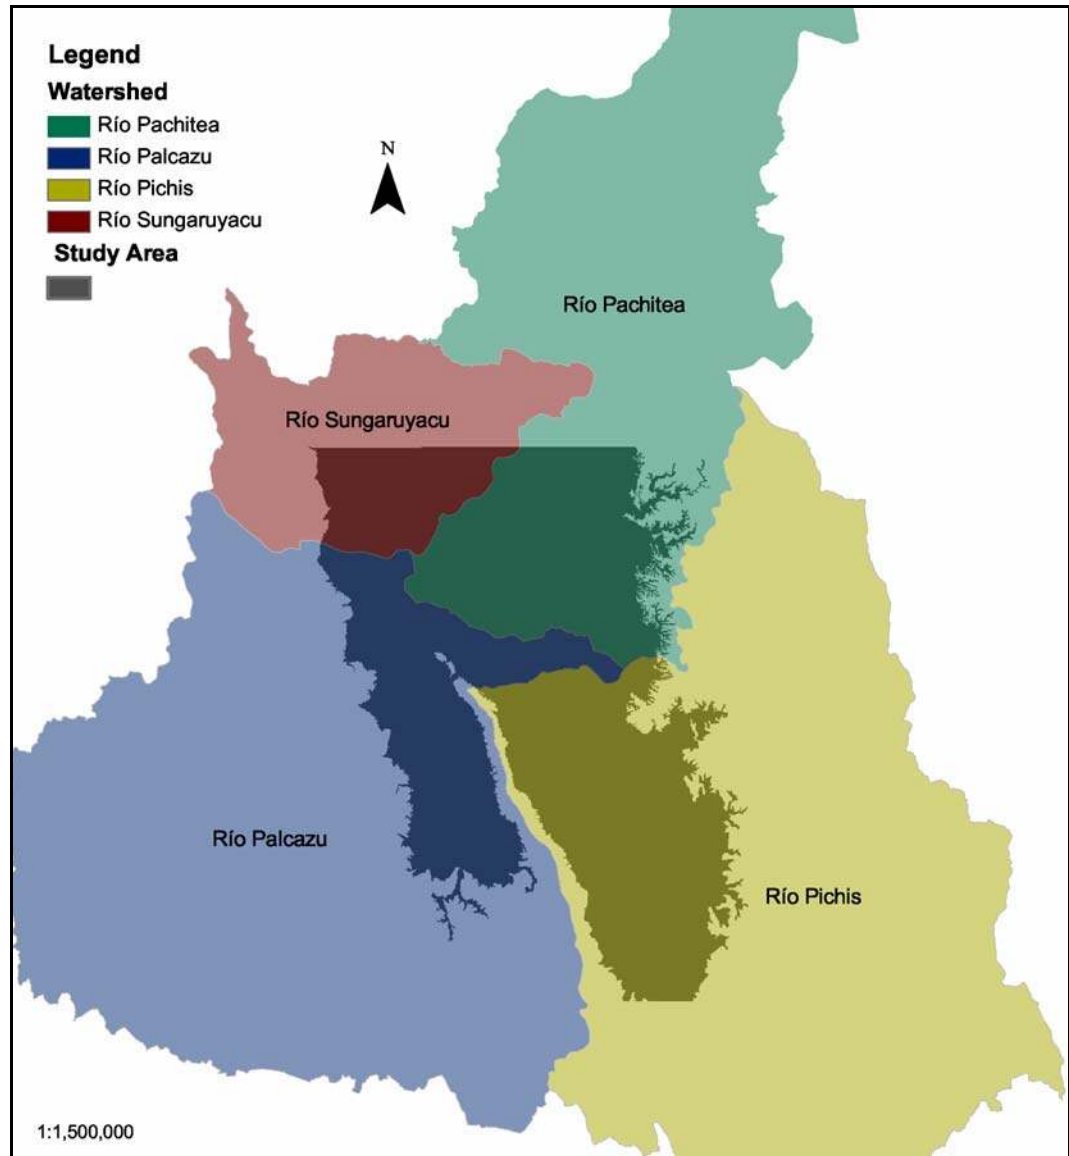 Legend
Watershed
Río Pachitea
Río Palcazu
Río Pichis
Río Sungaruyacu
Study Area
N
Río Pachitea
Río Sungaruyacu
Río Palcazu
Río Pichis
1:1,500,000